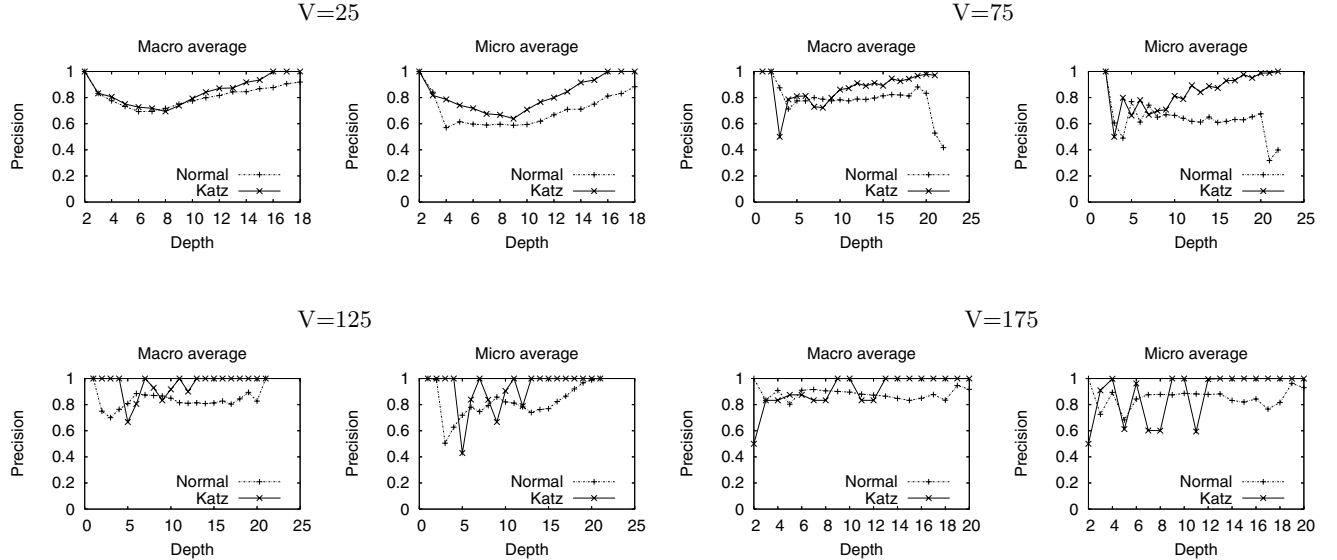 V=25
V=75
Macro average
Micro average
Macro average
Micro average
1
0.8
0.6
0.4
0.2
0
Precision
Normal
Katz
2 4 6 8 10 12 14 16 18
Depth
1
0.8
0.6
0.4
0.2
0
Precision
Normal
Katz
2 4 6 8 10 12 14 16 18
Depth
1
0.8
0.6
0.4
0.2
0
Precision
Normal
Katz
0 5 10 15 20 25
Depth
1
0.8
0.6
0.4
0.2
0
Precision
Normal
Katz
0 5 10 15 20 25
Depth
V=125
V=175
Macro average
Micro average
Macro average
Micro average
1
0.8
0.6
0.4
0.2
0
Precision
Normal
Katz
0 5 10 15 20 25
Depth
1
0.8
0.6
0.4
0.2
0
Precision
Normal
Katz
0 5 10 15 20 25
Depth
1
0.8
0.6
0.4
0.2
0
Precision
Normal
Katz
2 4 6 8 10 12 14 16 18 20
Depth
1
0.8
0.6
0.4
0.2
0
Precision
Normal
Katz
2 4 6 8 10 12 14 16 18 20
Depth